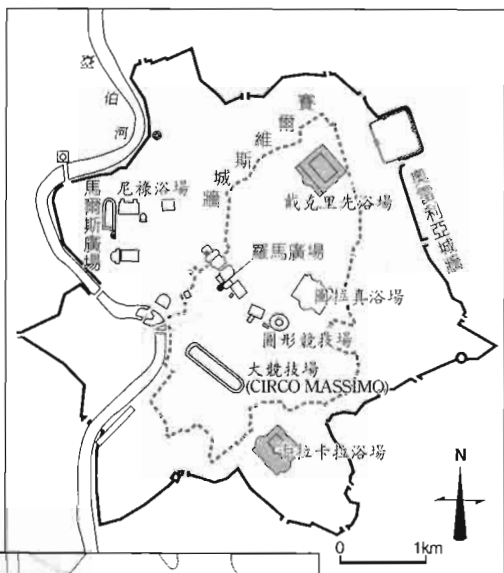 亞伯河
賽爾維斯城牆
奧雷利亞城牆
尼祿浴場
馬爾斯廣場
戴克里先浴場
羅馬廣場
圖拉真浴場
圓形競技場
大競技場
(CIRCO MASSIMO)
卡拉卡拉浴場
N
0 1km